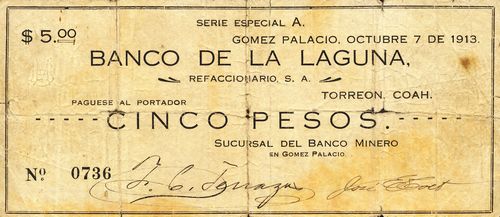 SERIE ESPECIAL A.
$ 5.00
GOMEZ PALACIO, OCTUBRE 7 DE 1913.
BANCO DE LA LAGUNA,
REFACCIONARIO, S. A.
TORREON. COAH.
PAGUESE AL PORTADOR
CINCO PESOS.
SUCURSAL DEL BANCO MINERO
EN GOMEZ PALACIO.
Nº 0736